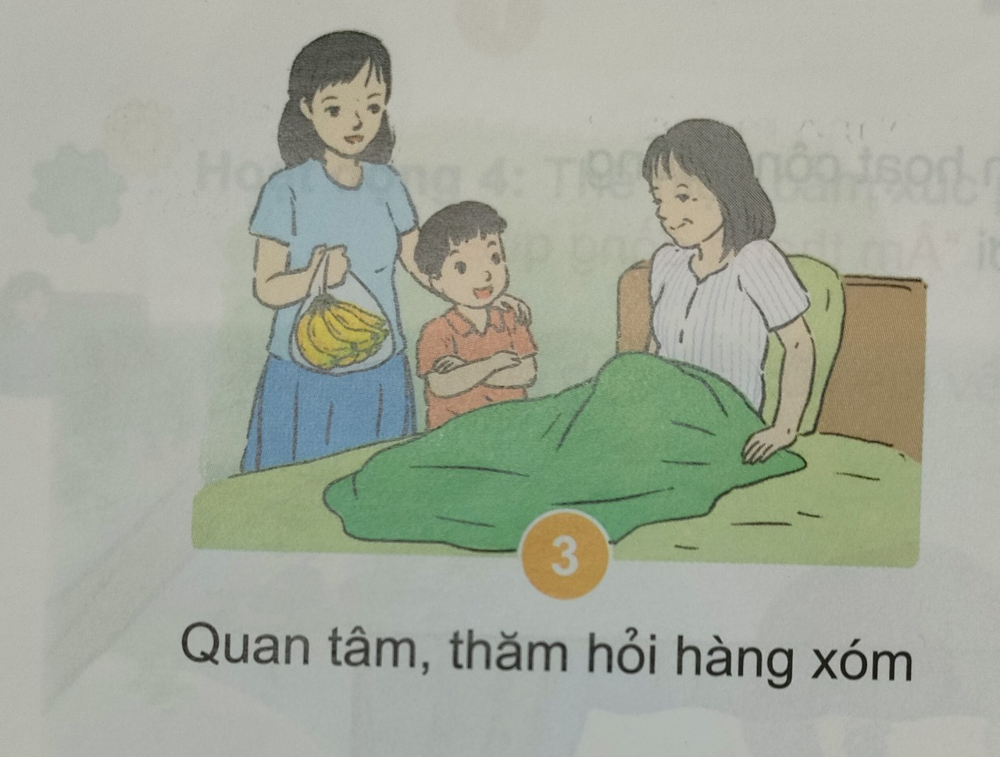 3
Quan tâm, thăm hỏi hàng xóm